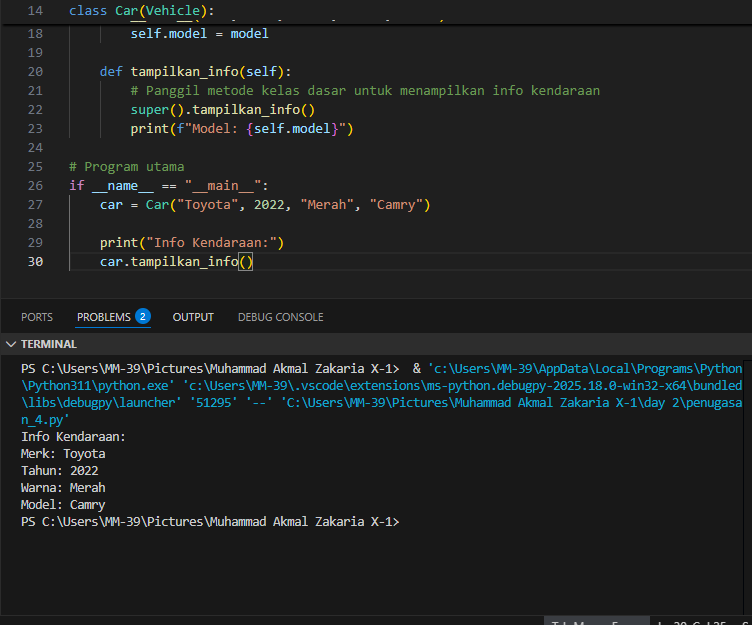 14 class Car(Vehicle):
18 self.model = model
19
20 def tampilkan_info(self):
21 # Panggil metode kelas dasar untuk menampilkan info kendaraan
22 super().tampilkan_info()
23 print(f"Model: {self.model}")
24
25 # Program utama
26 if __name__ == "__main__":
27 car = Car("Toyota", 2022, "Merah", "Camry")
28
29 print("Info Kendaraan:")
30 car.tampilkan_info()
PORTS PROBLEMS 2 OUTPUT DEBUG CONSOLE
TERMINAL
PS C:\Users\MM-39\Pictures\Muhammad Akmal Zakaria X-1> & 'c:\Users\MM-39\AppData\Local\Programs\Python
\Python311\python.exe' 'c:\Users\MM-39\.vscode\extensions\ms-python.debugpy-2025.18.0-win32-x64\bundled
\libs\debugpy\launcher' '51295' '--' 'C:\Users\MM-39\Pictures\Muhammad Akmal Zakaria X-1\day 2\penugasa
n_4.py'
Info Kendaraan:
Merk: Toyota
Tahun: 2022
Warna: Merah
Model: Camry
PS C:\Users\MM-39\Pictures\Muhammad Akmal Zakaria X-1>